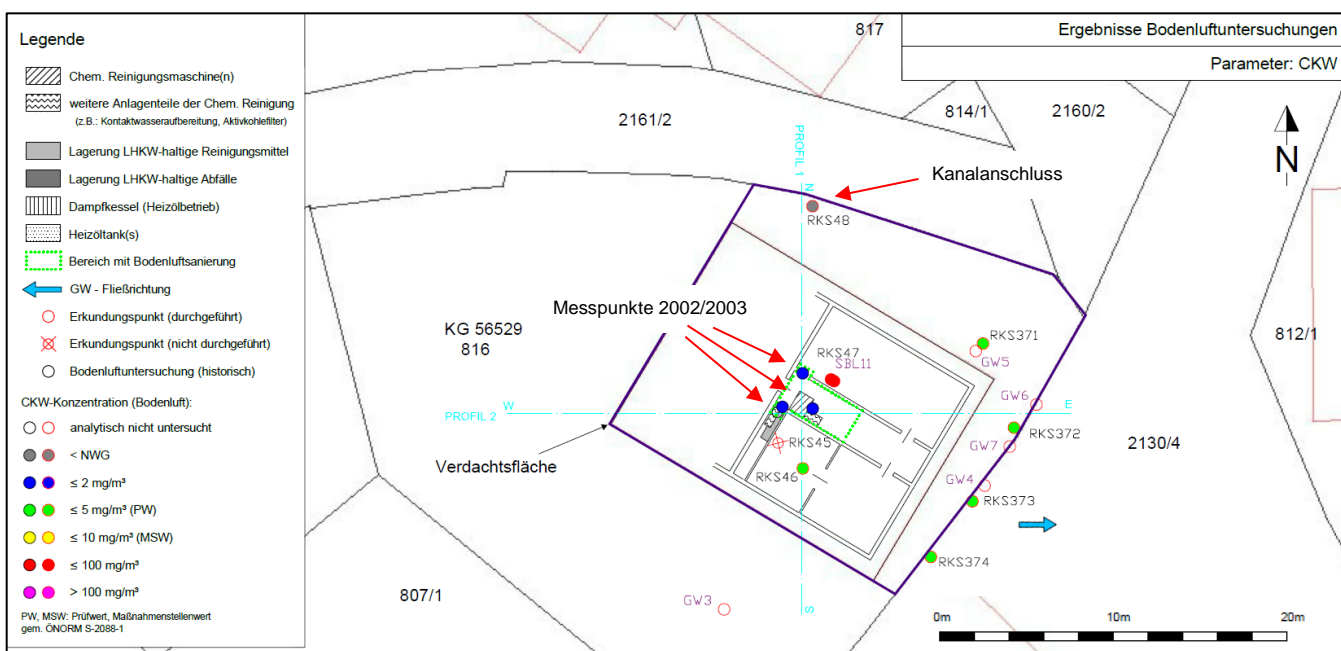 Ergebnisse Bodenluftuntersuchungen
Parameter: CKW
Legende
Chem. Reinigungsmaschine(n)
weitere Anlagenteile der Chem. Reinigung
(z.B.: Kontaktwasseraufbereitung, Aktivkohlefilter)
Lagerung LHKW-haltige Reinigungsmittel
Lagerung LHKW-haltige Abfälle
Dampfkessel (Heizölbetrieb)
Heizöltank(s)
Bereich mit Bodenluftsanierung
GW - Fließrichtung
Erkundungspunkt (durchgeführt)
Erkundungspunkt (nicht durchgeführt)
Bodenluftuntersuchung (historisch)
CKW-Konzentration (Bodenluft):
analytisch nicht untersucht
< NWG
≤ 2 mg/m³
≤ 5 mg/m³ (PW)
≤ 10 mg/m³ (MSW)
≤ 100 mg/m³
> 100 mg/m³
PW, MSW: Prüfwert, Maßnahmenstellenwert
gem. ÖNORM S-2088-1
817
2161/2
814/1
2160/2
N
PROFIL 1
N
Kanalanschluss
RKS48
Messpunkte 2002/2003
KG 56529
816
812/1
RKS371
GW5
RKS47
SBL11
GW6
PROFIL 2
W
E
RKS372
2130/4
RKS45
GW7
Verdachtsfläche
RKS46
GW4
RKS373
RKS374
807/1
GW3
S
0m
10m
20m